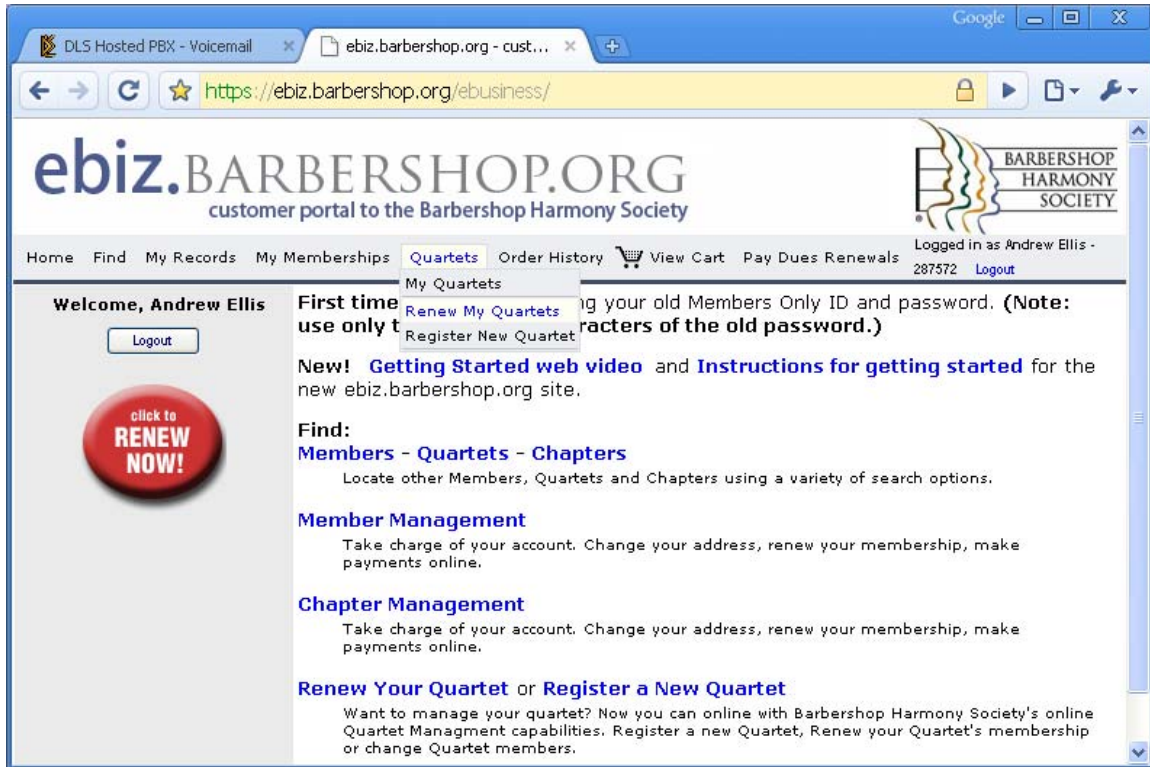 Google
DLS Hosted PBX - Voicemail
ebiz.barbershop.org - cust...
https://ebiz.barbershop.org/ebusiness/
ebiz.BARBERSHOP.ORG
customer portal to the Barbershop Harmony Society
BARBERSHOP
HARMONY
SOCIETY
Home Find My Records My Memberships Quartets Order History View Cart Pay Dues Renewals
Logged in as Andrew Ellis -
287572 Logout
My Quartets
Renew My Quartets
Register New Quartet
Welcome, Andrew Ellis
Logout
click to
RENEW
NOW!
First time ng your old Members Only ID and password. (Note:
use only t racters of the old password.)
New! Getting Started web video and Instructions for getting started for the
new ebiz.barbershop.org site.
Find:
Members - Quartets - Chapters
Locate other Members, Quartets and Chapters using a variety of search options.
Member Management
Take charge of your account. Change your address, renew your membership, make
payments online.
Chapter Management
Take charge of your account. Change your address, renew your membership, make
payments online.
Renew Your Quartet or Register a New Quartet
Want to manage your quartet? Now you can online with Barbershop Harmony Society's online
Quartet Managment capabilities. Register a new Quartet, Renew your Quartet's membership
or change Quartet members.